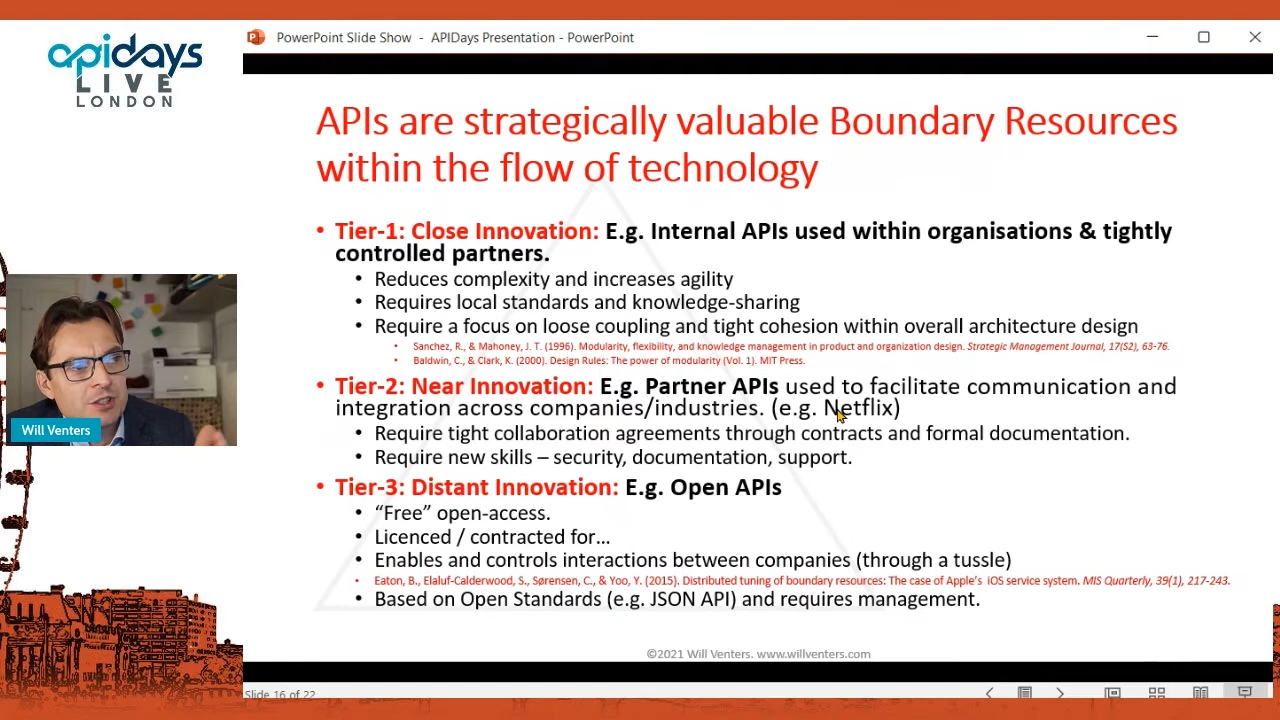 apidays
LIVE
LONDON
PowerPoint Slide Show - APIDays Presentation - PowerPoint
APIs are strategically valuable Boundary Resources
within the flow of technology
• Tier-1: Close Innovation: E.g. Internal APIs used within organisations & tightly
controlled partners.
• Reduces complexity and increases agility
• Requires local standards and knowledge-sharing
• Require a focus on loose coupling and tight cohesion within overall architecture design
• Sanchez, R., & Mahoney, J. T. (1996). Modularity, flexibility, and knowledge management in product and organization design. Strategic Management Journal, 17(S2), 63-76.
• Baldwin, C., & Clark, K. (2000). Design Rules: The power of modularity (Vol. 1). MIT Press.
• Tier-2: Near Innovation: E.g. Partner APIs used to facilitate communication and
integration across companies/industries. (e.g. Netflix)
• Require tight collaboration agreements through contracts and formal documentation.
• Require new skills – security, documentation, support.
• Tier-3: Distant Innovation: E.g. Open APIs
• “Free” open-access.
• Licenced / contracted for...
• Enables and controls interactions between companies (through a tussle)
• Eaton, B., Elaluf-Calderwood, S., Sørensen, C., & Yoo, Y. (2015). Distributed tuning of boundary resources: The case of Apple's iOS service system. MIS Quarterly, 39(1), 217-243.
• Based on Open Standards (e.g. JSON API) and requires management.
©2021 Will Venters. www.willventers.com
Slide 16 of 22
Will Venters